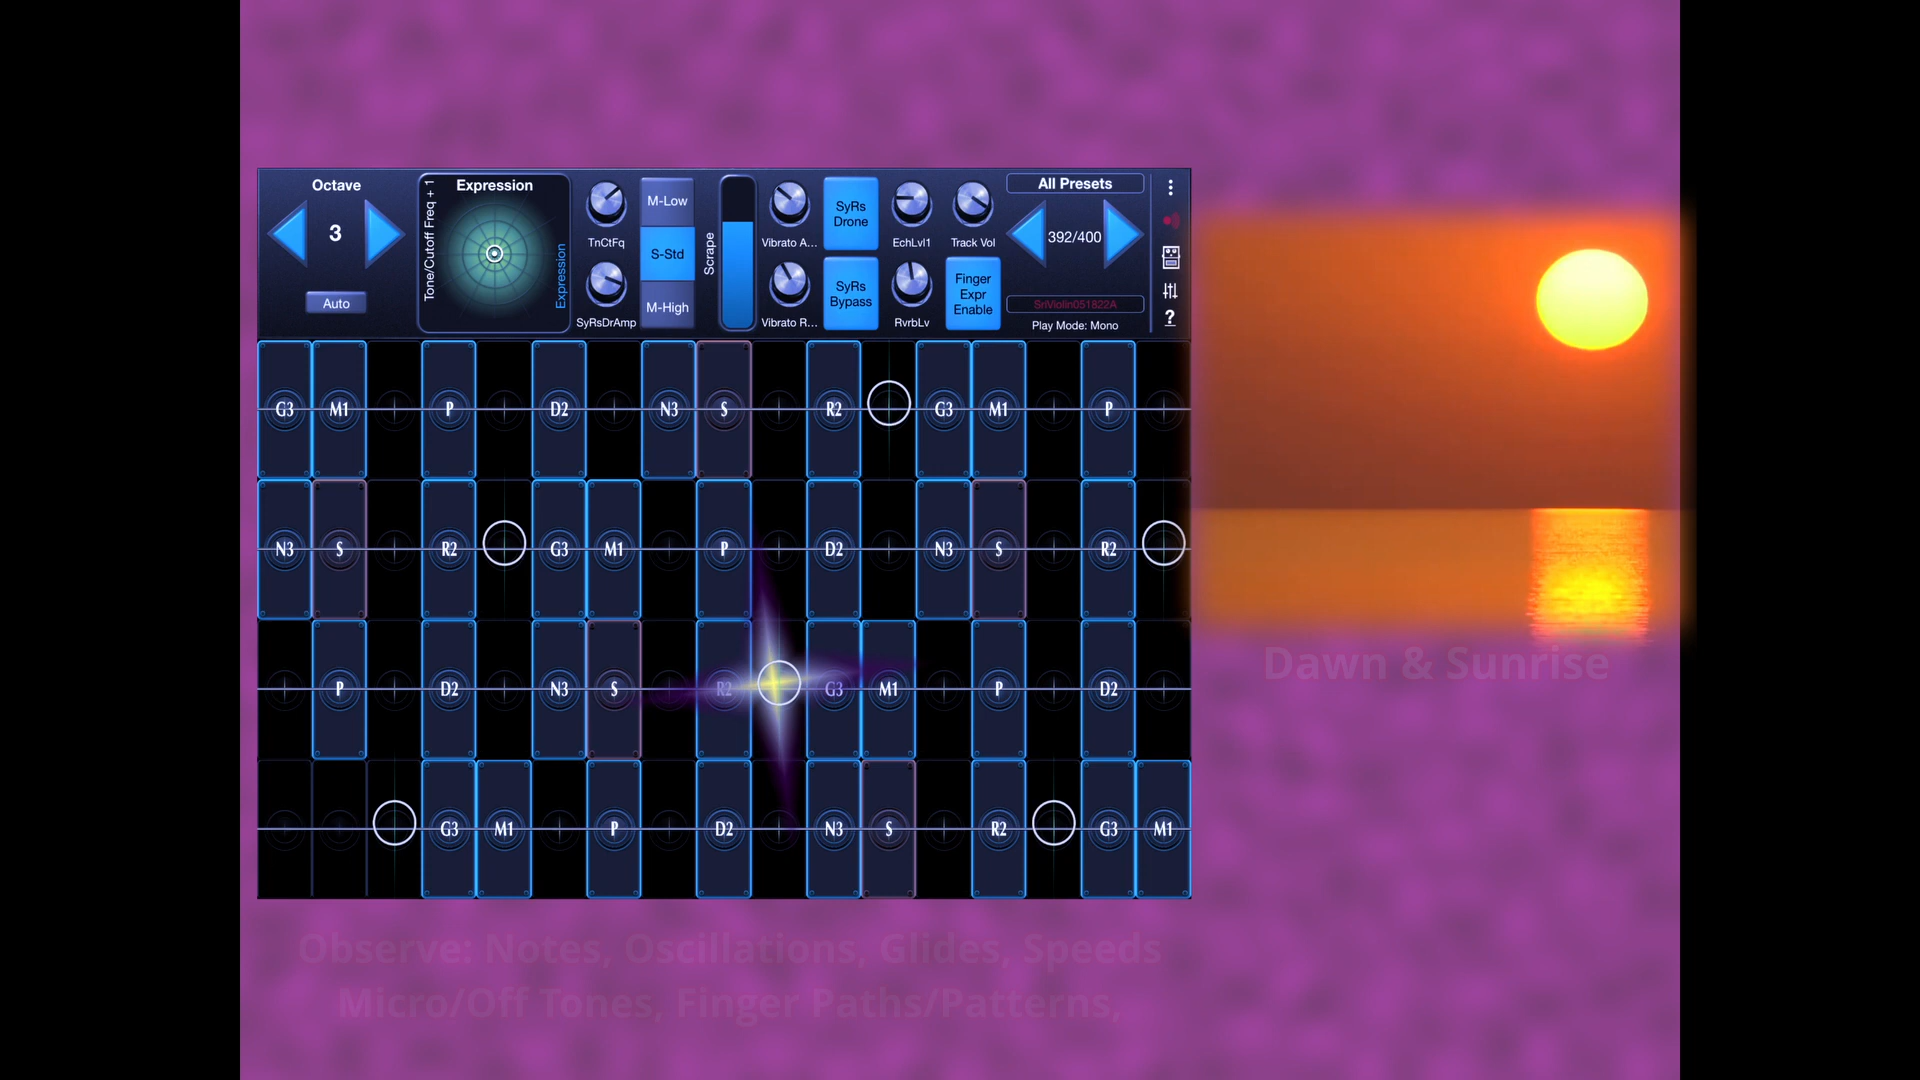 Octave
3
Auto
Tone/Cutoff Freq + 1
Expression
Expression
TnCtFq
SyRsDrAmp
M-Low
S-Std
M-High
Scrape
Vibrato A...
Vibrato R...
SyRs
Drone
SyRs
Bypass
EchLvl1
RvrbLv
Track Vol
Finger
Expr
Enable
All Presets
392/400
SriViolin051822A
Play Mode: Mono
?
G3 M1 P D2 N3 S R2 G3 M1 P
N3 S R2 G3 M1 P D2 N3 S R2
P D2 N3 S R2 G3 M1 P D2
G3 M1 P D2 N3 S R2 G3 M1
Dawn & Sunrise
Observe: Notes, Oscillations, Glides, Speeds
Micro/Off Tones, Finger Paths/Patterns,